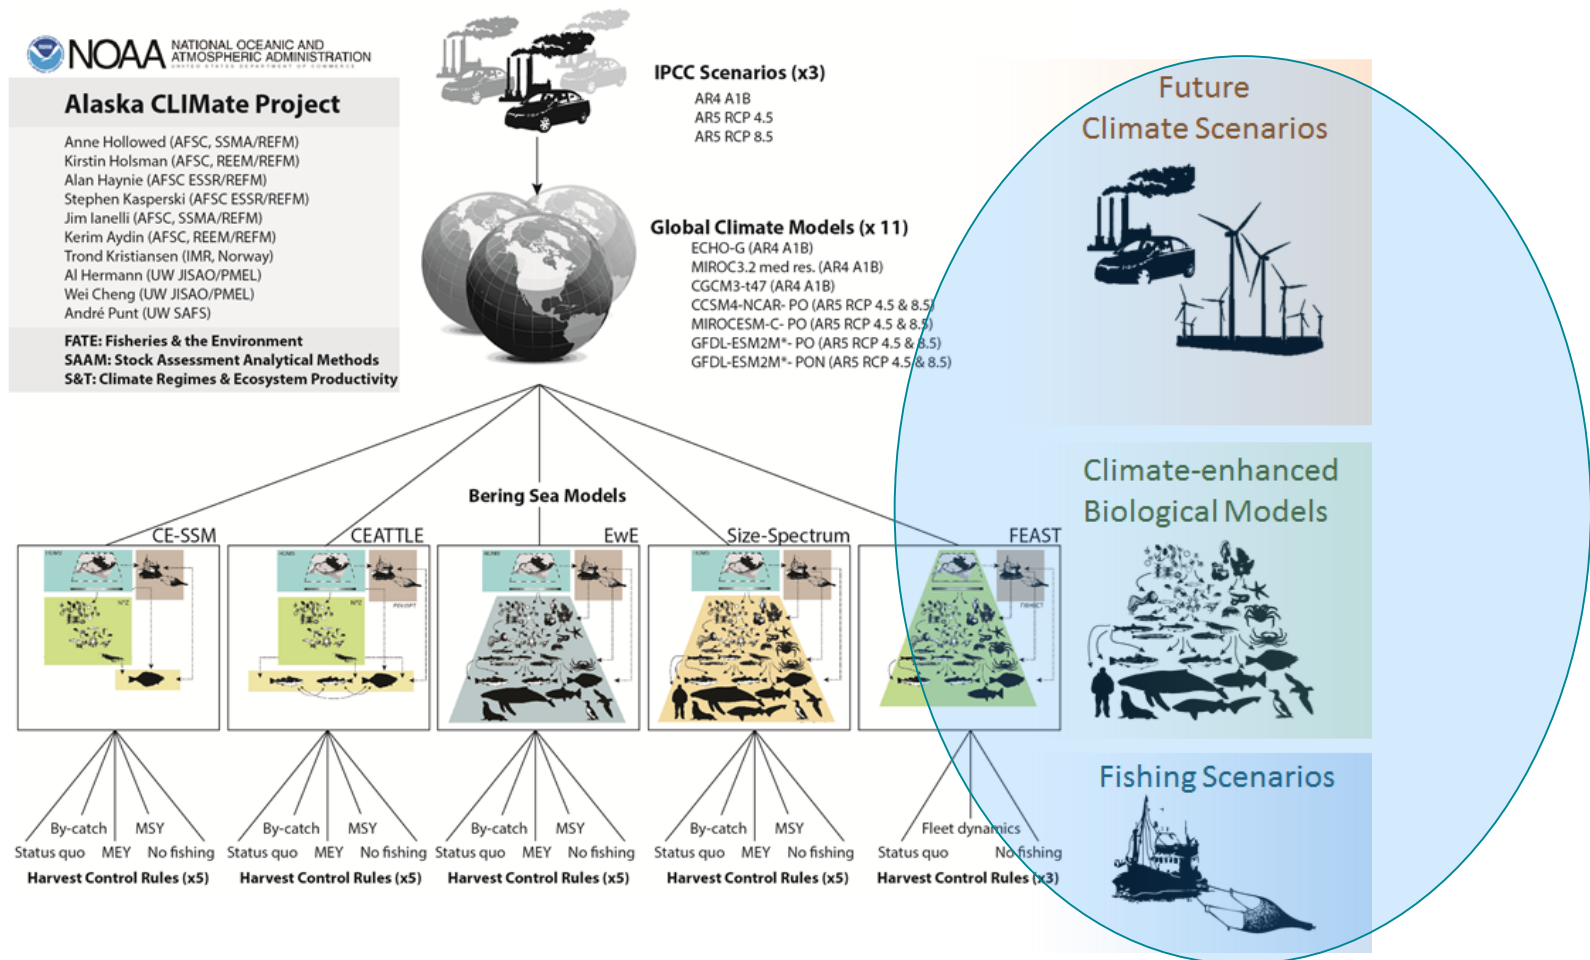 NOAA
NATIONAL OCEANIC AND
ATMOSPHERIC ADMINISTRATION
UNITED STATES DEPARTMENT OF COMMERCE
Alaska CLIMate Project
Anne Hollowed (AFSC, SSMA/REFM)
Kirstin Holsman (AFSC, REEM/REFM)
Alan Haynie (AFSC ESSR/REFM)
Stephen Kasperski (AFSC ESSR/REFM)
Jim Ianelli (AFSC, SSMA/REFM)
Kerim Aydin (AFSC, REEM/REFM)
Trond Kristiansen (IMR, Norway)
Al Hermann (UW JISAO/PMEL)
Wei Cheng (UW JISAO/PMEL)
André Punt (UW SAFS)
FATE: Fisheries & the Environment
SAAM: Stock Assessment Analytical Methods
S&T: Climate Regimes & Ecosystem Productivity
IPCC Scenarios (x3)
AR4 A1B
AR5 RCP 4.5
AR5 RCP 8.5
Global Climate Models (x 11)
ECHO-G (AR4 A1B)
MIROC3.2 med res. (AR4 A1B)
CGCM3-t47 (AR4 A1B)
CCSM4-NCAR- PO (AR5 RCP 4.5 & 8.5)
MIROCESM-C- PO (AR5 RCP 4.5 & 8.5)
GFDL-ESM2M*- PO (AR5 RCP 4.5 & 8.5)
GFDL-ESM2M*- PON (AR5 RCP 4.5 & 8.5)
Future
Climate Scenarios
Climate-enhanced
Biological Models
Fishing Scenarios
Bering Sea Models
CE-SSM
CEATTLE
EwE
Size-Spectrum
FEAST
By-catch MSY
Status quo MEY No fishing
Harvest Control Rules (x5)
By-catch MSY
Status quo MEY No fishing
Harvest Control Rules (x5)
By-catch MSY
Status quo MEY No fishing
Harvest Control Rules (x5)
By-catch MSY
Status quo MEY No fishing
Harvest Control Rules (x5)
Fleet dynamics
Status quo No fishing
Harvest Control Rules (x3)